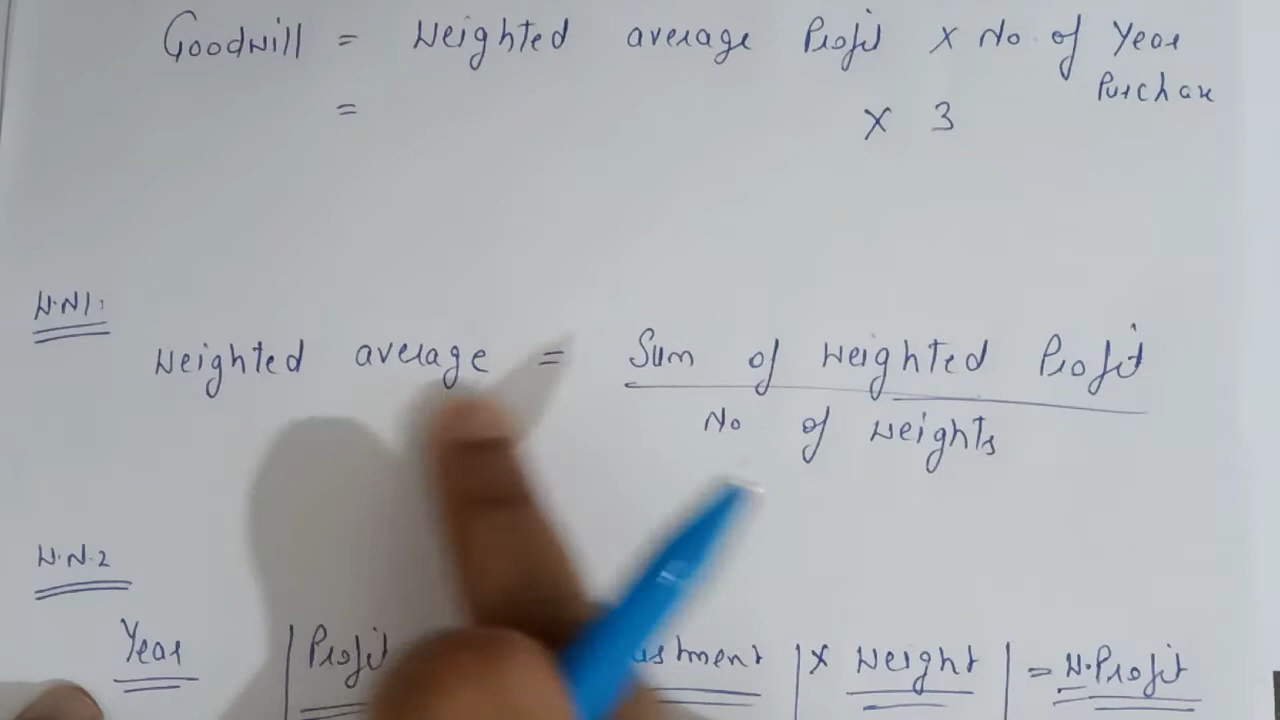 Goodwill = Weighted average Profit X No of Year Purchase
= X 3
W.N1:
Weighted average = Sum of weighted Profit
No of weights
W.N.2
Year | Profit | X Weight | = W.Profit